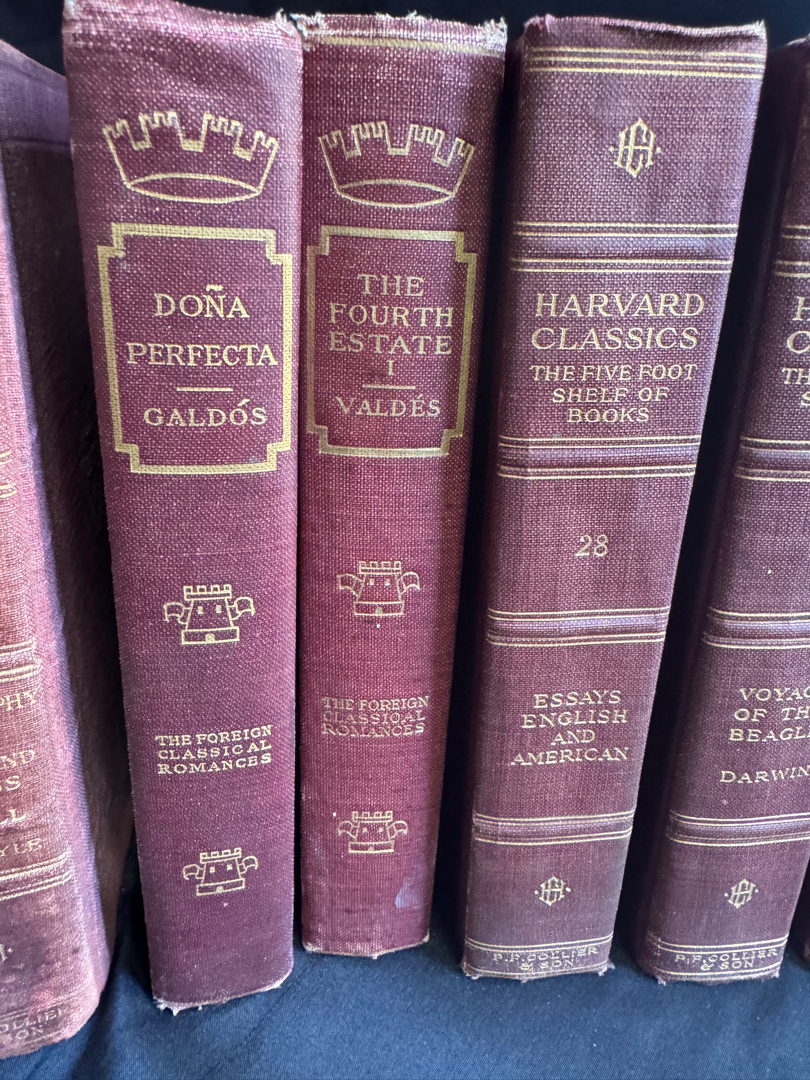 DOÑA
PERFECTA
GALDÓS
THE FOREIGN
CLASSICAL
ROMANCES
THE
FOURTH
ESTATE
I
VALDÉS
THE FOREIGN
CLASSICAL
ROMANCES
HARVARD
CLASSICS
THE FIVE FOOT
SHELF OF
BOOKS
28
ESSAYS
ENGLISH
AND
AMERICAN
P.F. COLLIER
& SON
VOYAG
OF TH
BEAGLE
DARWIN
P.F. COLLIER
& SON